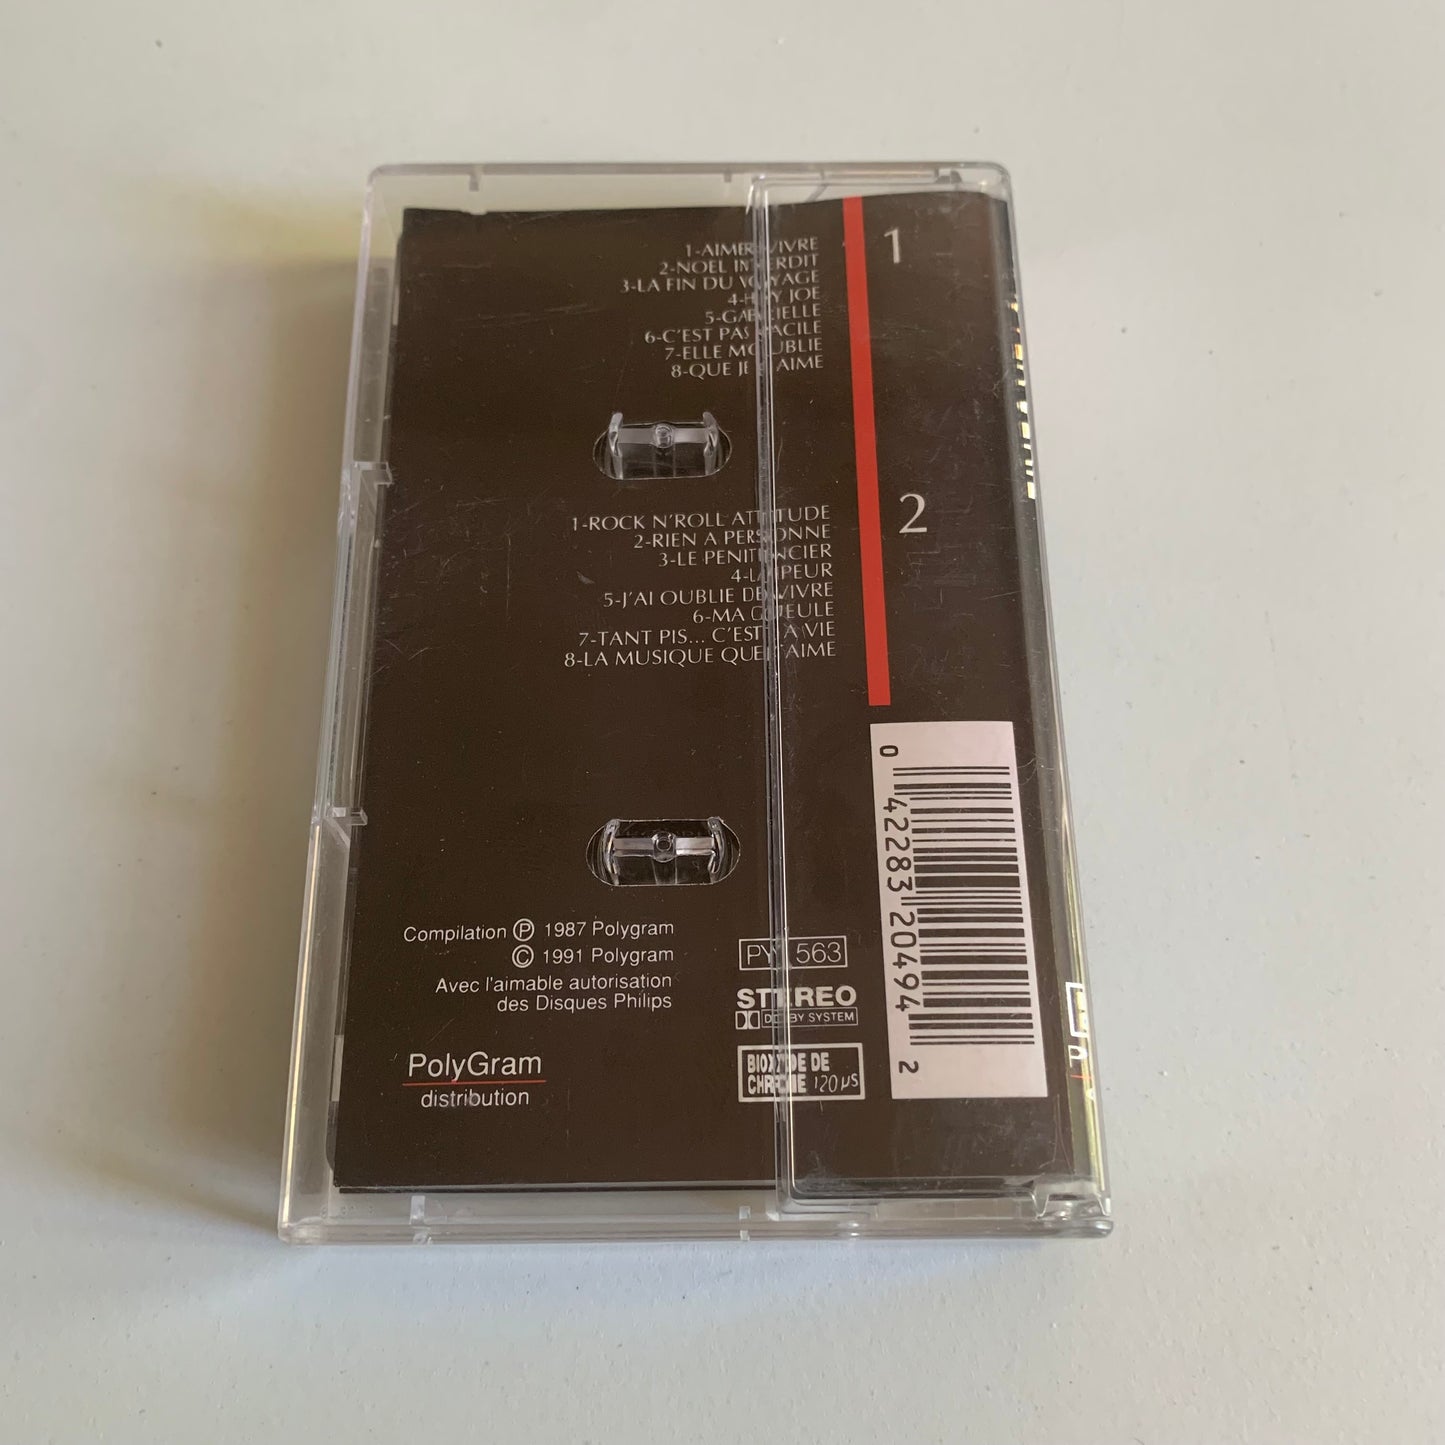 1-AIMER VIVRE
2-NOEL INTERDIT
3-LA FIN DU VOYAGE
4-HEY JOE
5-GABRIELLE
6-C'EST PAS FACILE
7-ELLE M'OUBLIE
8-QUE JE T'AIME
1
1-ROCK N'ROLL ATTITUDE
2-RIEN A PERSONNE
3-LE PENITENCIER
4-LA PEUR
5-J'AI OUBLIE DE VIVRE
6-MA GUEULE
7-TANT PIS... C'EST LA VIE
8-LA MUSIQUE QUE J'AIME
2
Compilation Ⓟ 1987 Polygram
© 1991 Polygram
Avec l'aimable autorisation
des Disques Philips
PolyGram
distribution
PY 563
STEREO
DOLBY SYSTEM
BIOXYDE DE
CHROME 120 µS
0 42283 20494 2